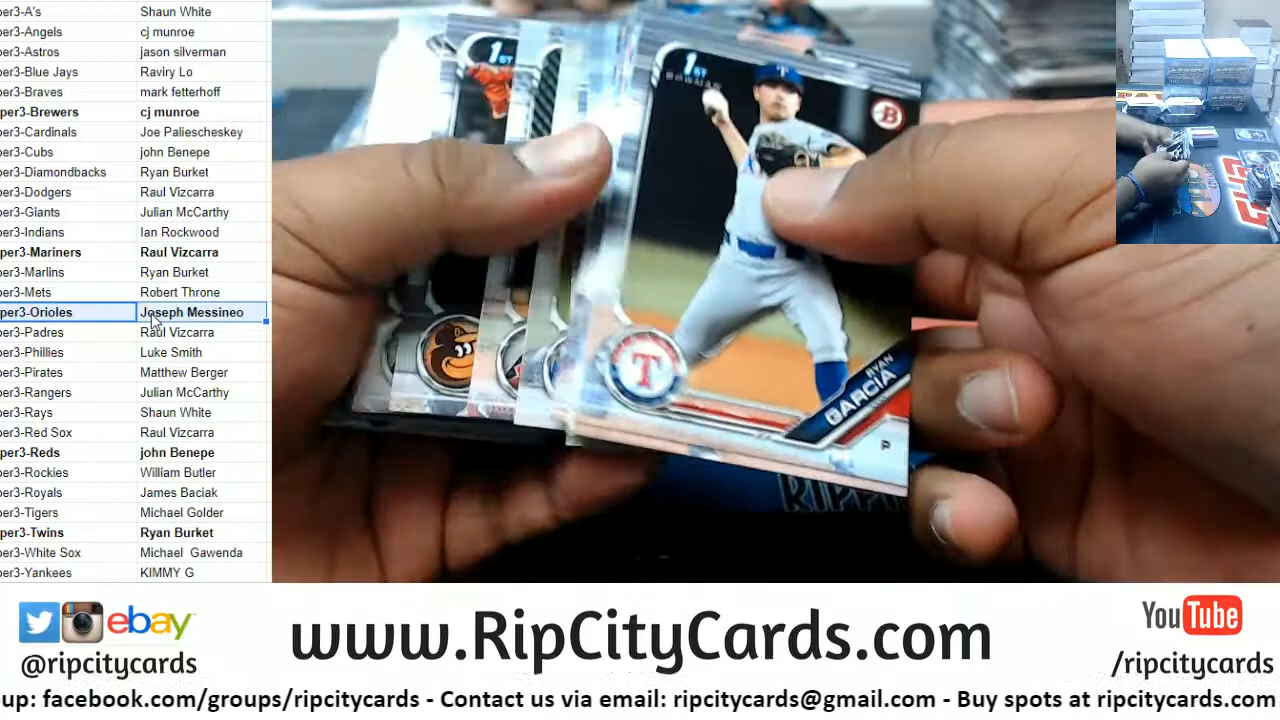 per3-A's Shaun White
per3-Angels cj munroe
per3-Astros jason silverman
per3-Blue Jays Raviry Lo
per3-Braves mark fetterhoff
per3-Brewers cj munroe
per3-Cardinals Joe Paliescheskey
per3-Cubs john Benepe
per3-Diamondbacks Ryan Burket
per3-Dodgers Raul Vizcarra
per3-Giants Julian McCarthy
per3-Indians Ian Rockwood
per3-Mariners Raul Vizcarra
per3-Marlins Ryan Burket
per3-Mets Robert Throne
per3-Orioles Joseph Messineo
per3-Padres Raul Vizcarra
per3-Phillies Luke Smith
per3-Pirates Matthew Berger
per3-Rangers Julian McCarthy
per3-Rays Shaun White
per3-Red Sox Raul Vizcarra
per3-Reds john Benepe
per3-Rockies William Butler
per3-Royals James Baciak
per3-Tigers Michael Golder
per3-Twins Ryan Burket
per3-White Sox Michael Gawenda
per3-Yankees KIMMY G
1ST
1ST
BOWMAN
B
T
T
RYAN
GARCIA
P
RIPP
ebay
@ripcitycards
www.RipCityCards.com
YouTube
/ripcitycards
oup: facebook.com/groups/ripcitycards - Contact us via email: ripcitycards@gmail.com - Buy spots at ripcitycards.com